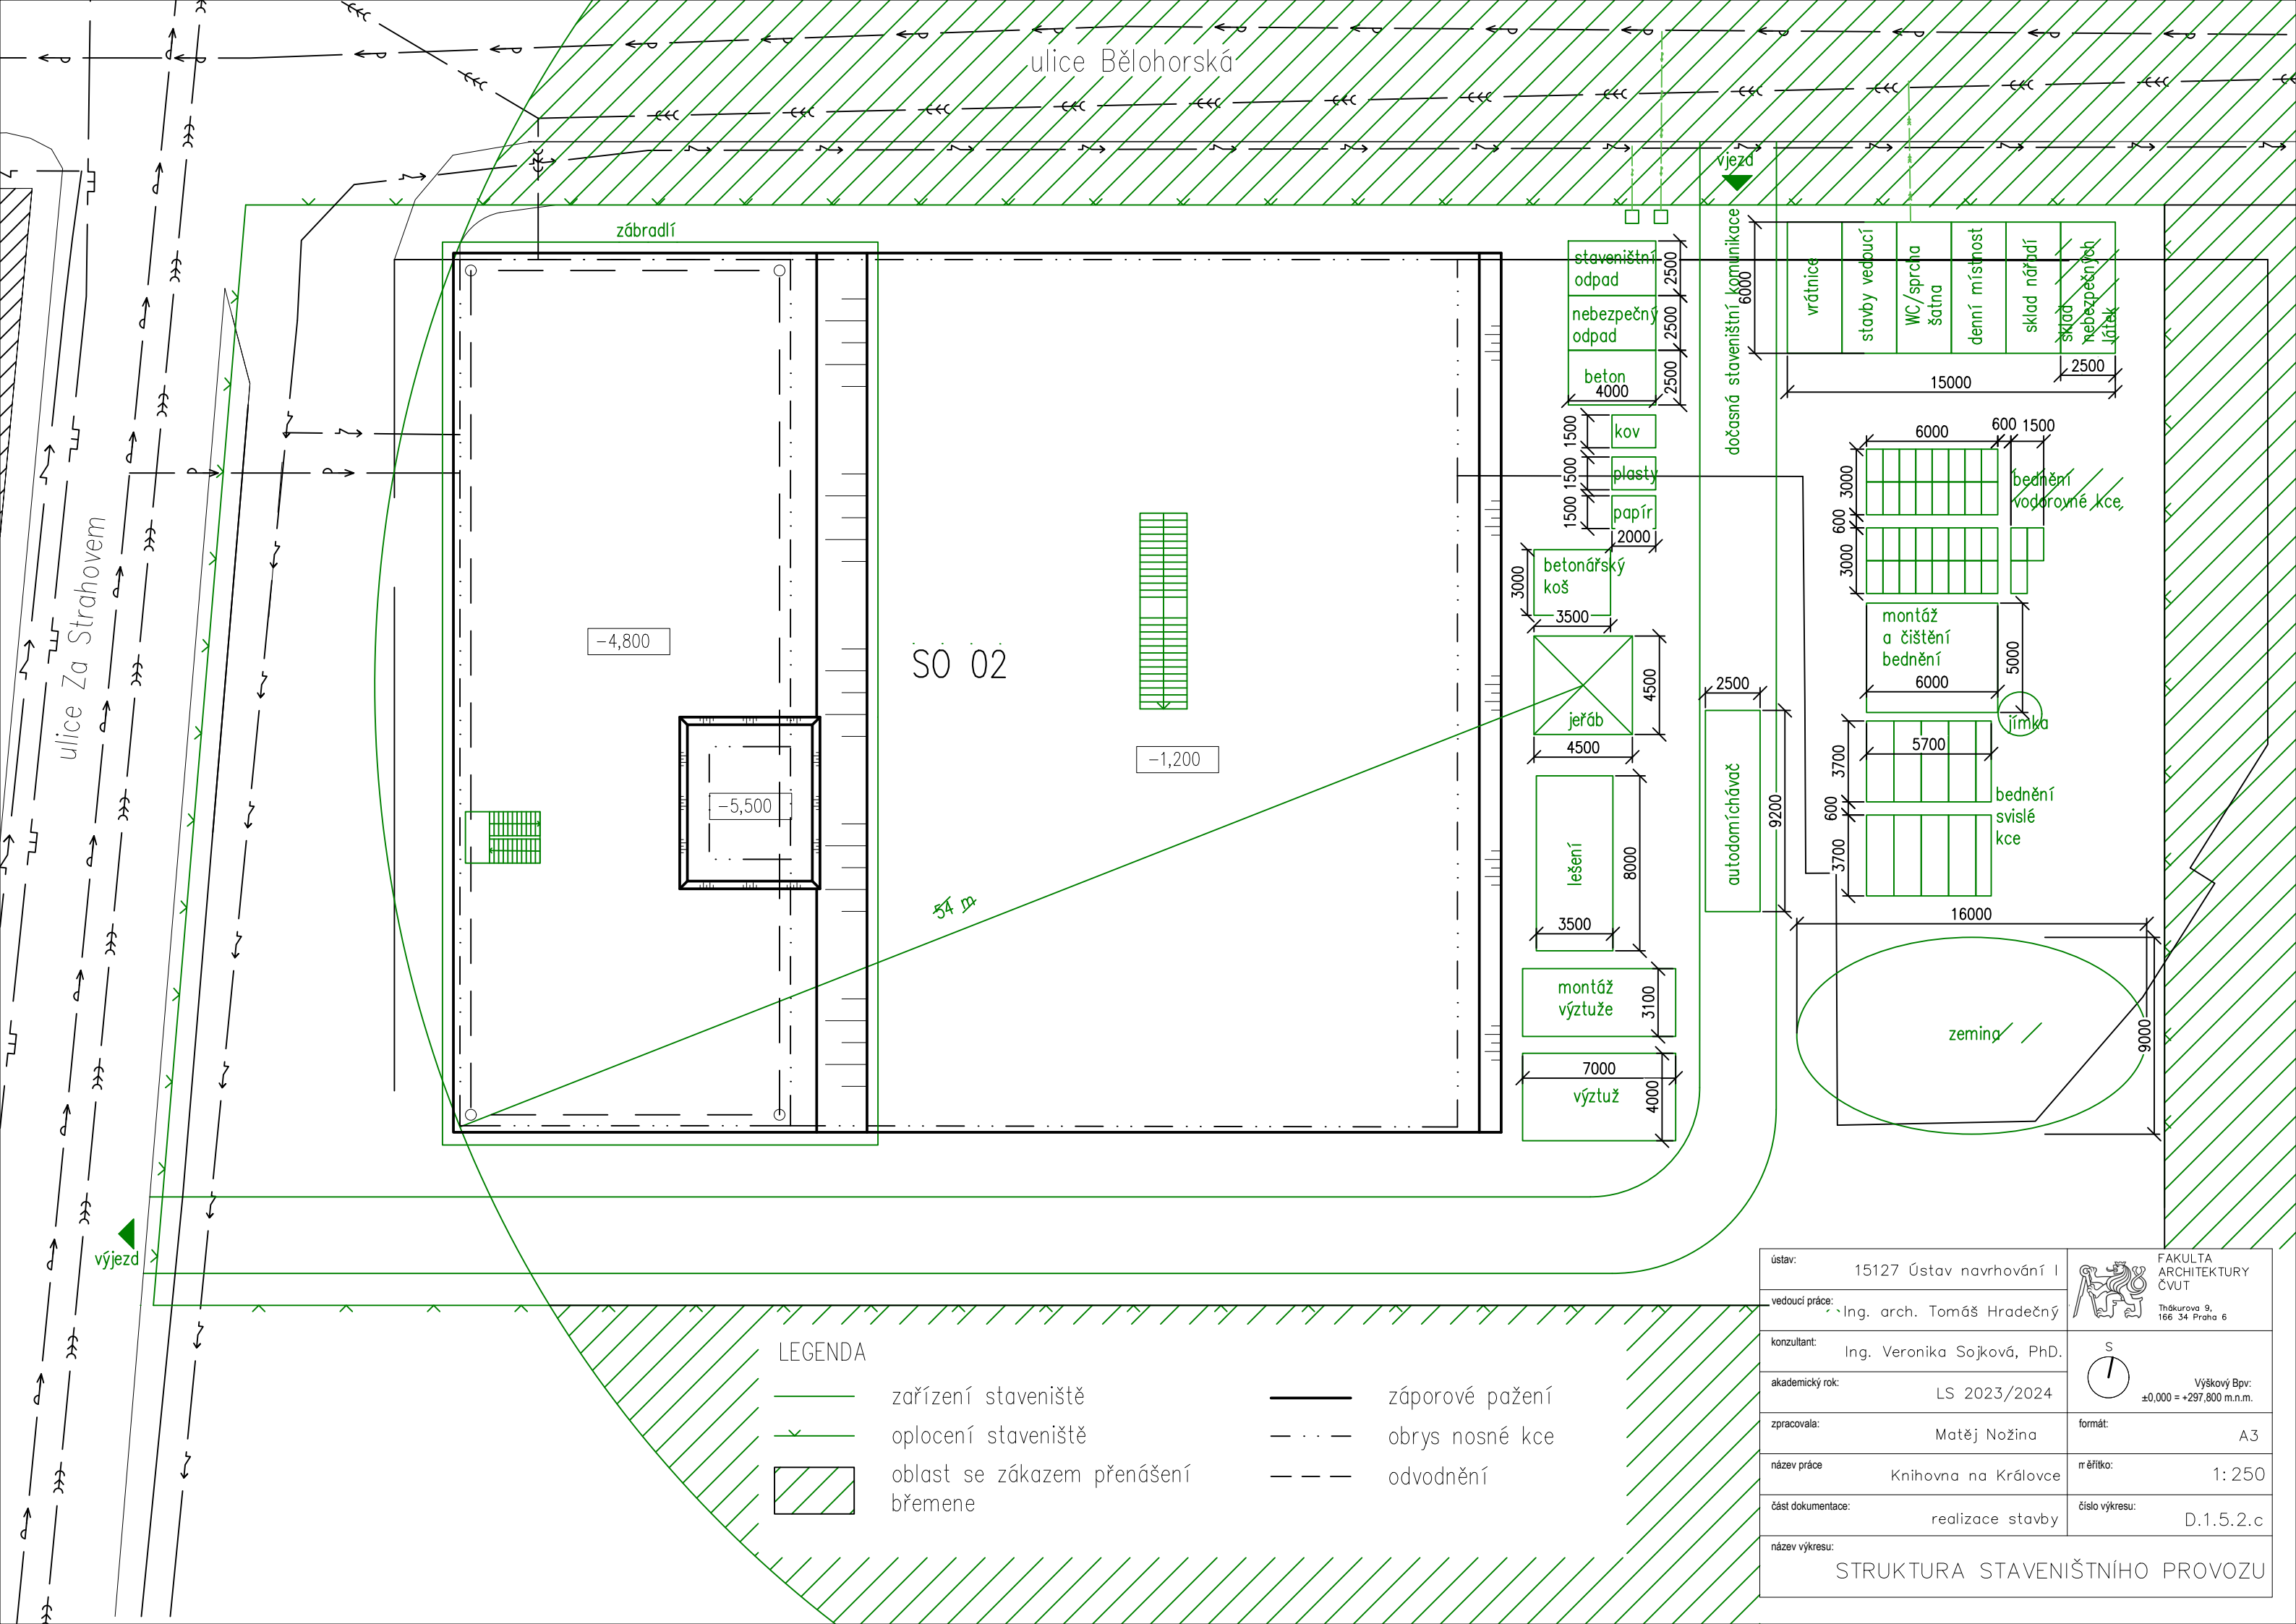 ulice Bělohorská
vjezd
zábradlí
dočasná staveništní komunikace
staveništní
odpad
2500
nebezpečný
odpad
2500
beton
4000
2500
6000
vrátnice
stavby vedoucí
WC/sprcha
šatna
denní místnost
sklad nářadí
sklad
nebezpečných
látek
2500
15000
1500
kov
1500
plasty
1500
papír
2000
6000
600
1500
3000
bednění
vodorovné kce
600
3000
betonářský
koš
3000
3500
ulice Za Strahovem
-4,800
SO 02
-1,200
-5,500
54 m
jeřáb
4500
4500
montáž
a čištění
bednění
5000
6000
jímka
2500
autodomíchávač
9200
3700
5700
bednění
svislé
kce
600
3700
lešení
8000
3500
16000
zemina
9000
montáž
výztuže
3100
7000
výztuž
4000
výjezd
LEGENDA
zařízení staveniště
oplocení staveniště
oblast se zákazem přenášení
břemene
záporové pažení
obrys nosné kce
odvodnění
ústav:
15127 Ústav navrhování I
FAKULTA
ARCHITEKTURY
ČVUT
Thákurova 9,
166 34 Praha 6
vedoucí práce:
Ing. arch. Tomáš Hradečný
konzultant:
Ing. Veronika Sojková, PhD.
S
Výškový Bpv:
±0,000 = +297,800 m.n.m.
akademický rok:
LS 2023/2024
zpracovala:
Matěj Nožina
formát:
A3
název práce
Knihovna na Královce
měřítko:
1:250
část dokumentace:
realizace stavby
číslo výkresu:
D.1.5.2.c
název výkresu:
STRUKTURA STAVENIŠTNÍHO PROVOZU